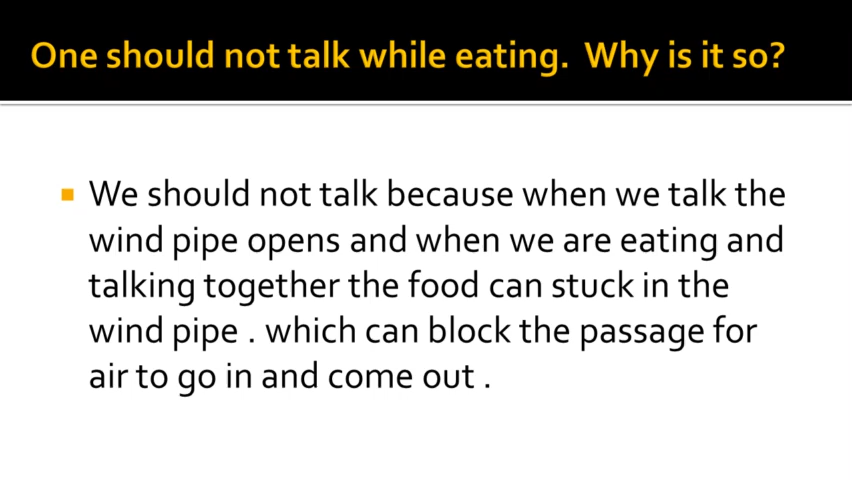 One should not talk while eating.  Why is it so?
We should not talk because when we talk the
wind pipe opens and when we are eating and
talking together the food can stuck in the
wind pipe . which can block the passage for
air to go in and come out .